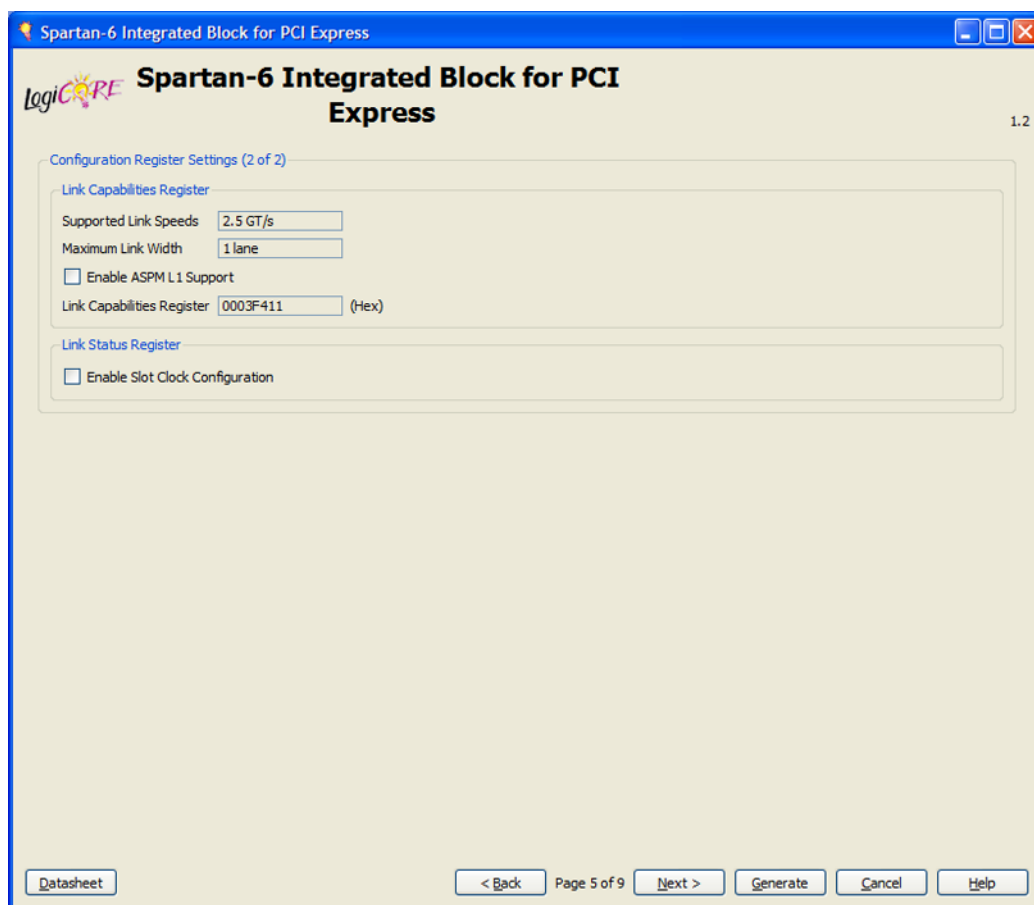 Spartan-6 Integrated Block for PCI Express
LogiCORE
Spartan-6 Integrated Block for PCI
Express
1.2
Configuration Register Settings (2 of 2)
Link Capabilities Register
Supported Link Speeds 2.5 GT/s
Maximum Link Width 1 lane
Enable ASPM L1 Support
Link Capabilities Register 0003F411 (Hex)
Link Status Register
Enable Slot Clock Configuration
Datasheet < Back Page 5 of 9 Next > Generate Cancel Help